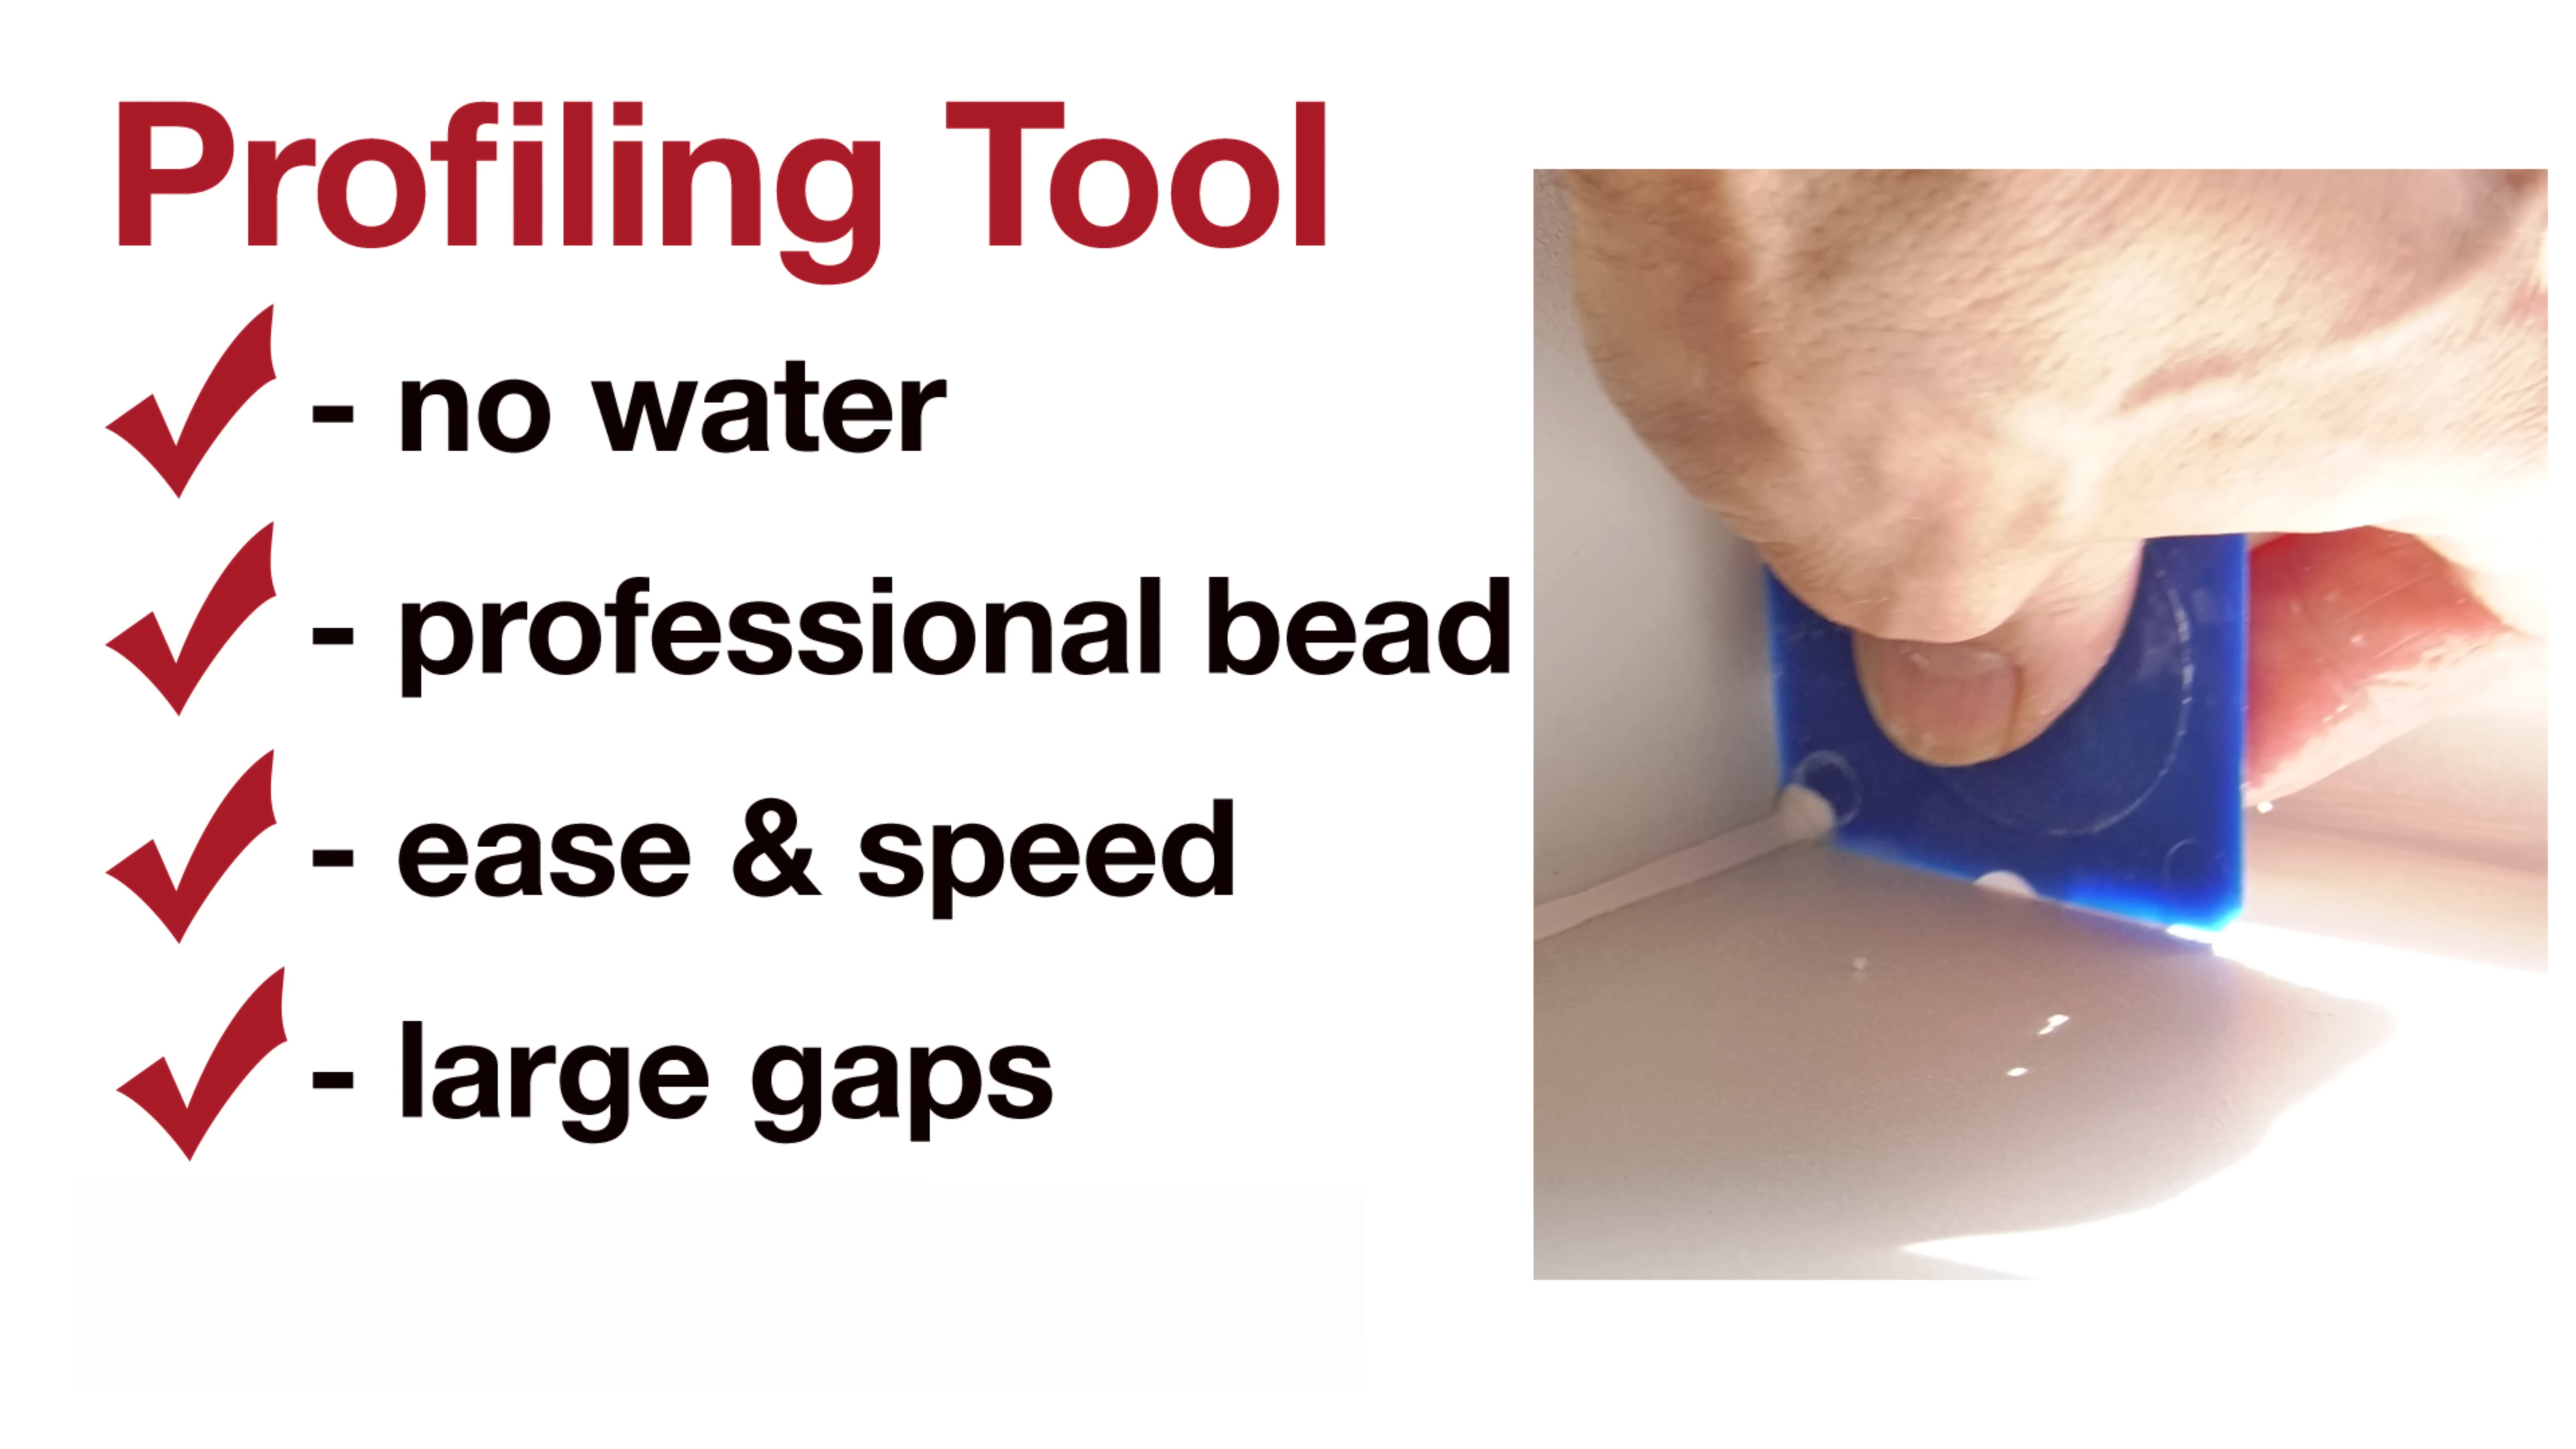 Profiling Tool
- no water
- professional bead
- ease & speed
- large gaps